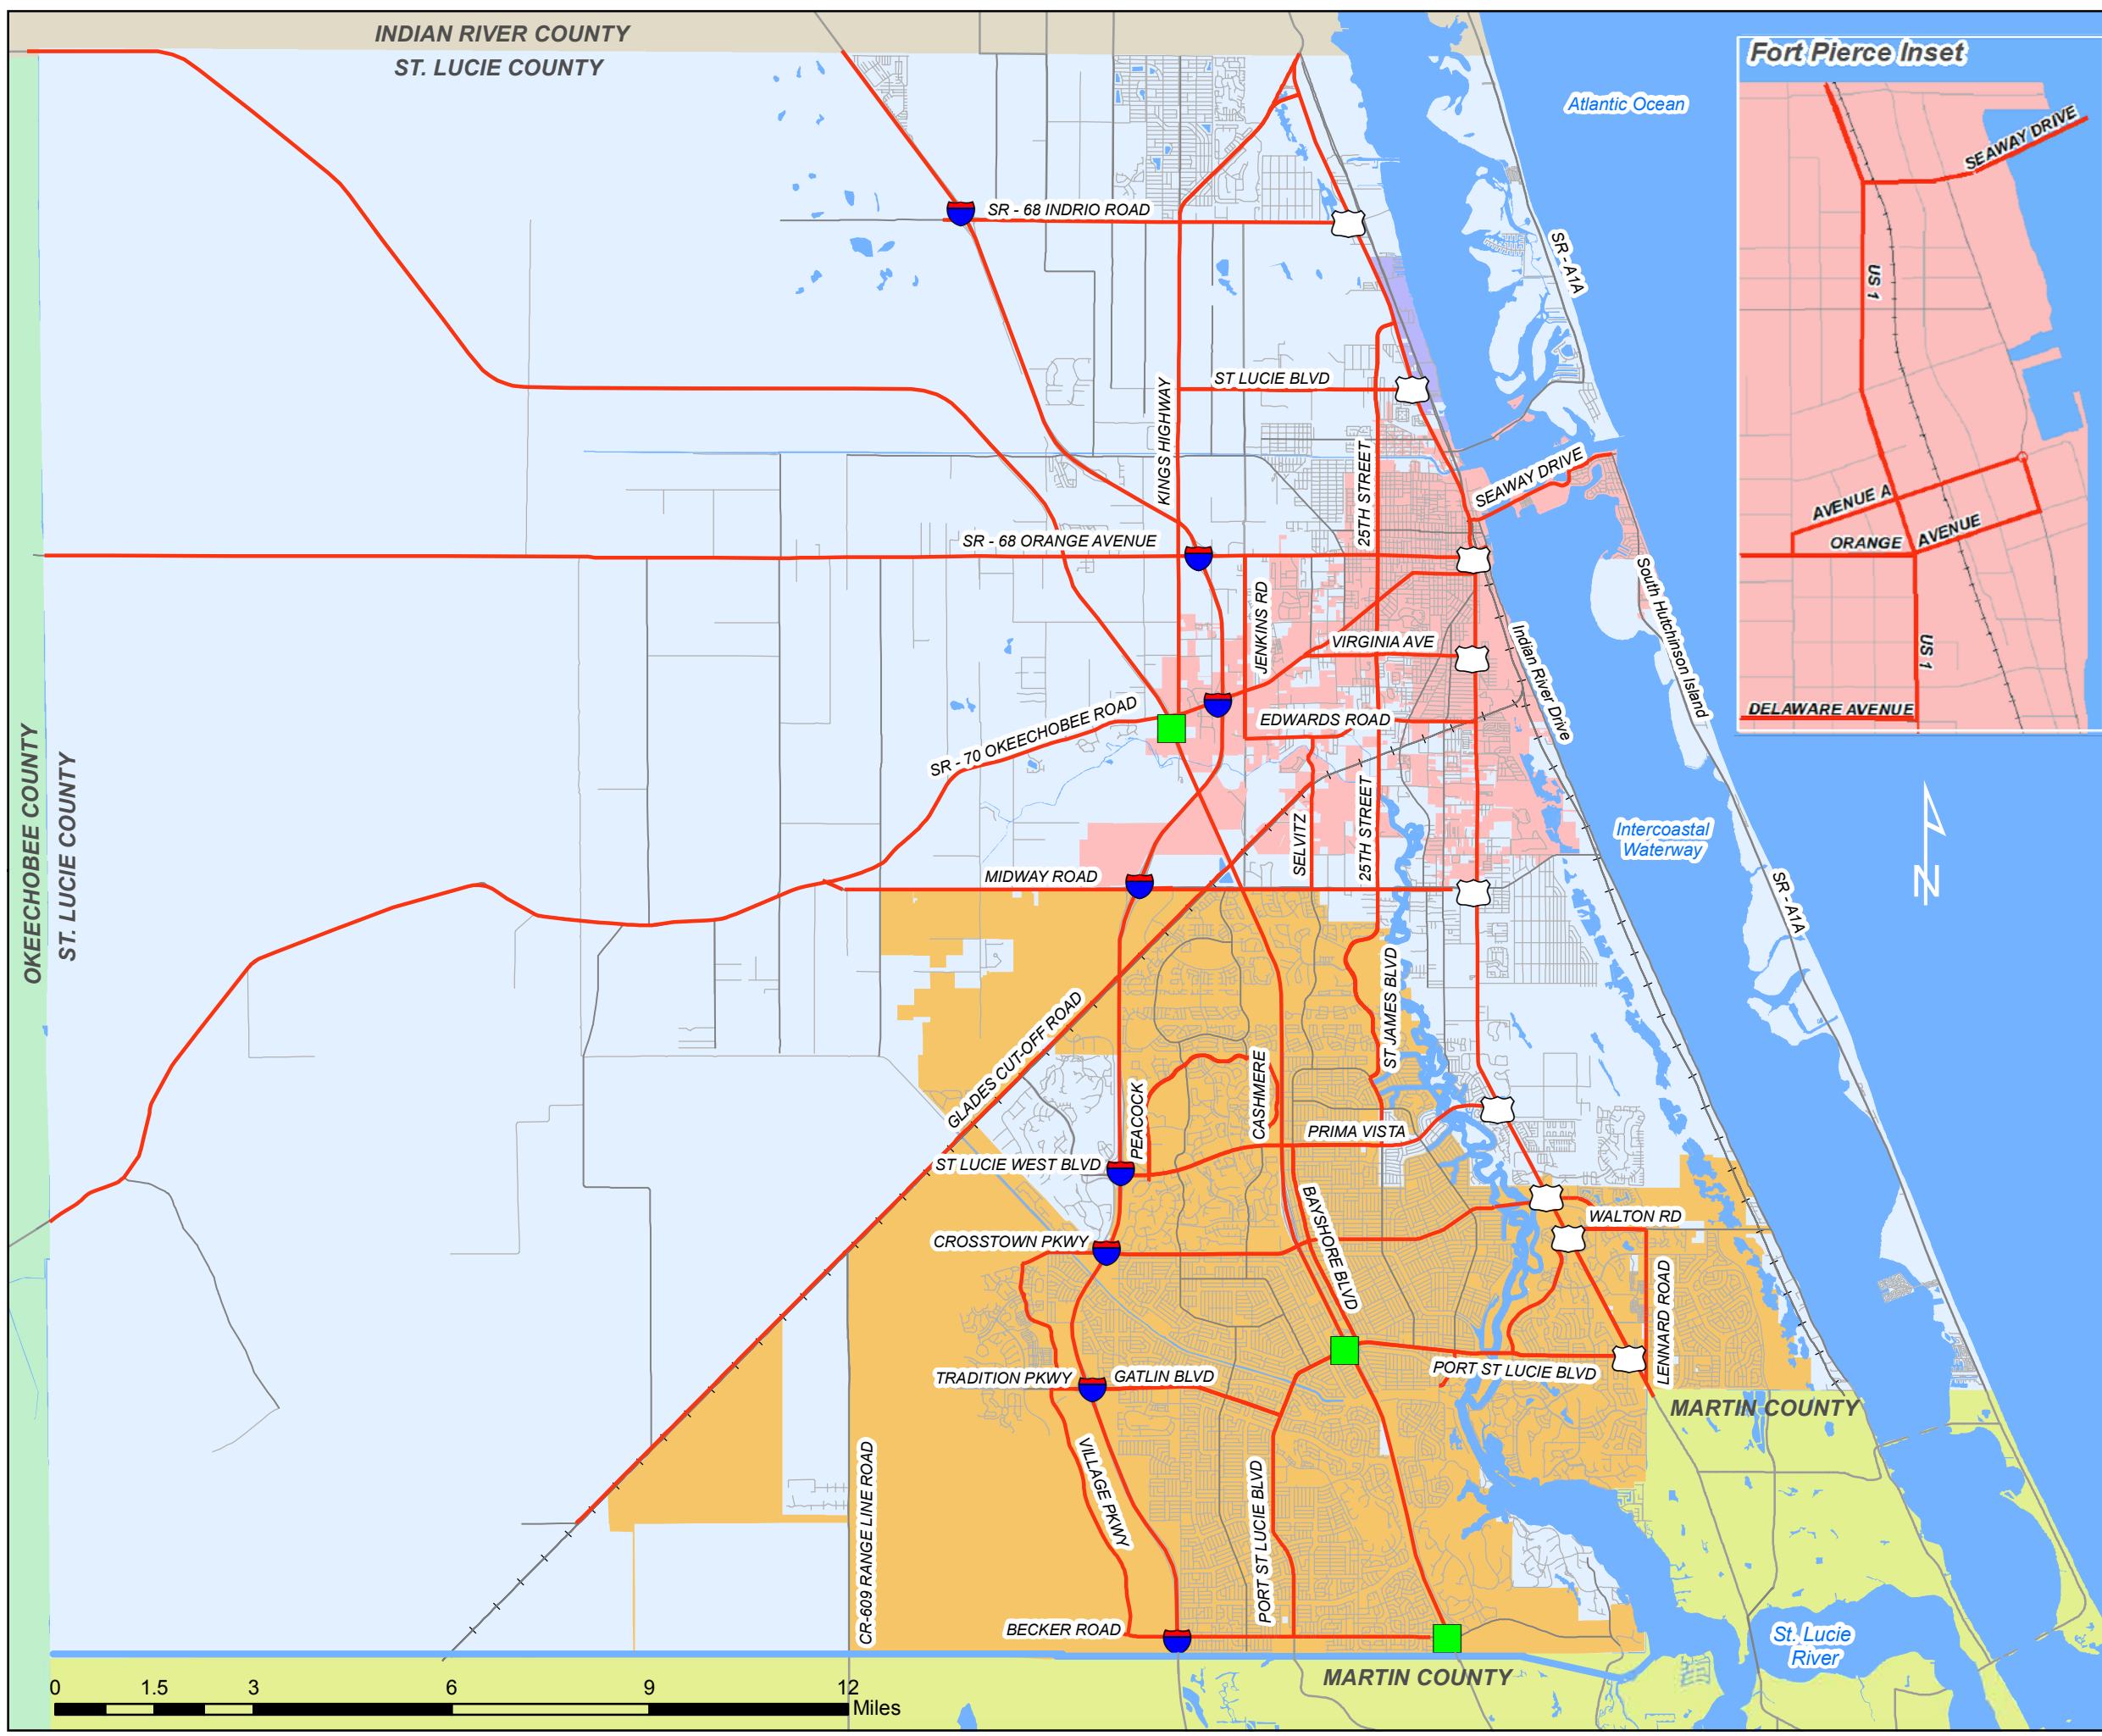 INDIAN RIVER COUNTY
ST. LUCIE COUNTY
Fort Pierce Inset
Atlantic Ocean
SEAWAY DRIVE
US 1
AVENUE A
ORANGE AVENUE
US 1
DELAWARE AVENUE
SR - 68 INDRIO ROAD
SR - A1A
ST LUCIE BLVD
KINGS HIGHWAY
25TH STREET
SEAWAY DRIVE
SR - 68 ORANGE AVENUE
JENKINS RD
VIRGINIA AVE
Indian River Drive
South Hutchinson Island
SR - 70 OKEECHOBEE ROAD
EDWARDS ROAD
OKEECHOBEE COUNTY
ST. LUCIE COUNTY
SELVITZ
25TH STREET
Intercoastal
Waterway
N
MIDWAY ROAD
SR - A1A
GLADES CUT-OFF ROAD
ST JAMES BLVD
PEACOCK
CASHMERE
PRIMA VISTA
ST LUCIE WEST BLVD
BAYSHORE BLVD
WALTON RD
CROSSTOWN PKWY
LENNARD ROAD
TRADITION PKWY
GATLIN BLVD
PORT ST LUCIE BLVD
MARTIN COUNTY
VILLAGE PKWY
CR-609 RANGE LINE ROAD
PORT ST LUCIE BLVD
BECKER ROAD
St. Lucie
River
MARTIN COUNTY
0 1.5 3 6 9 12
Miles